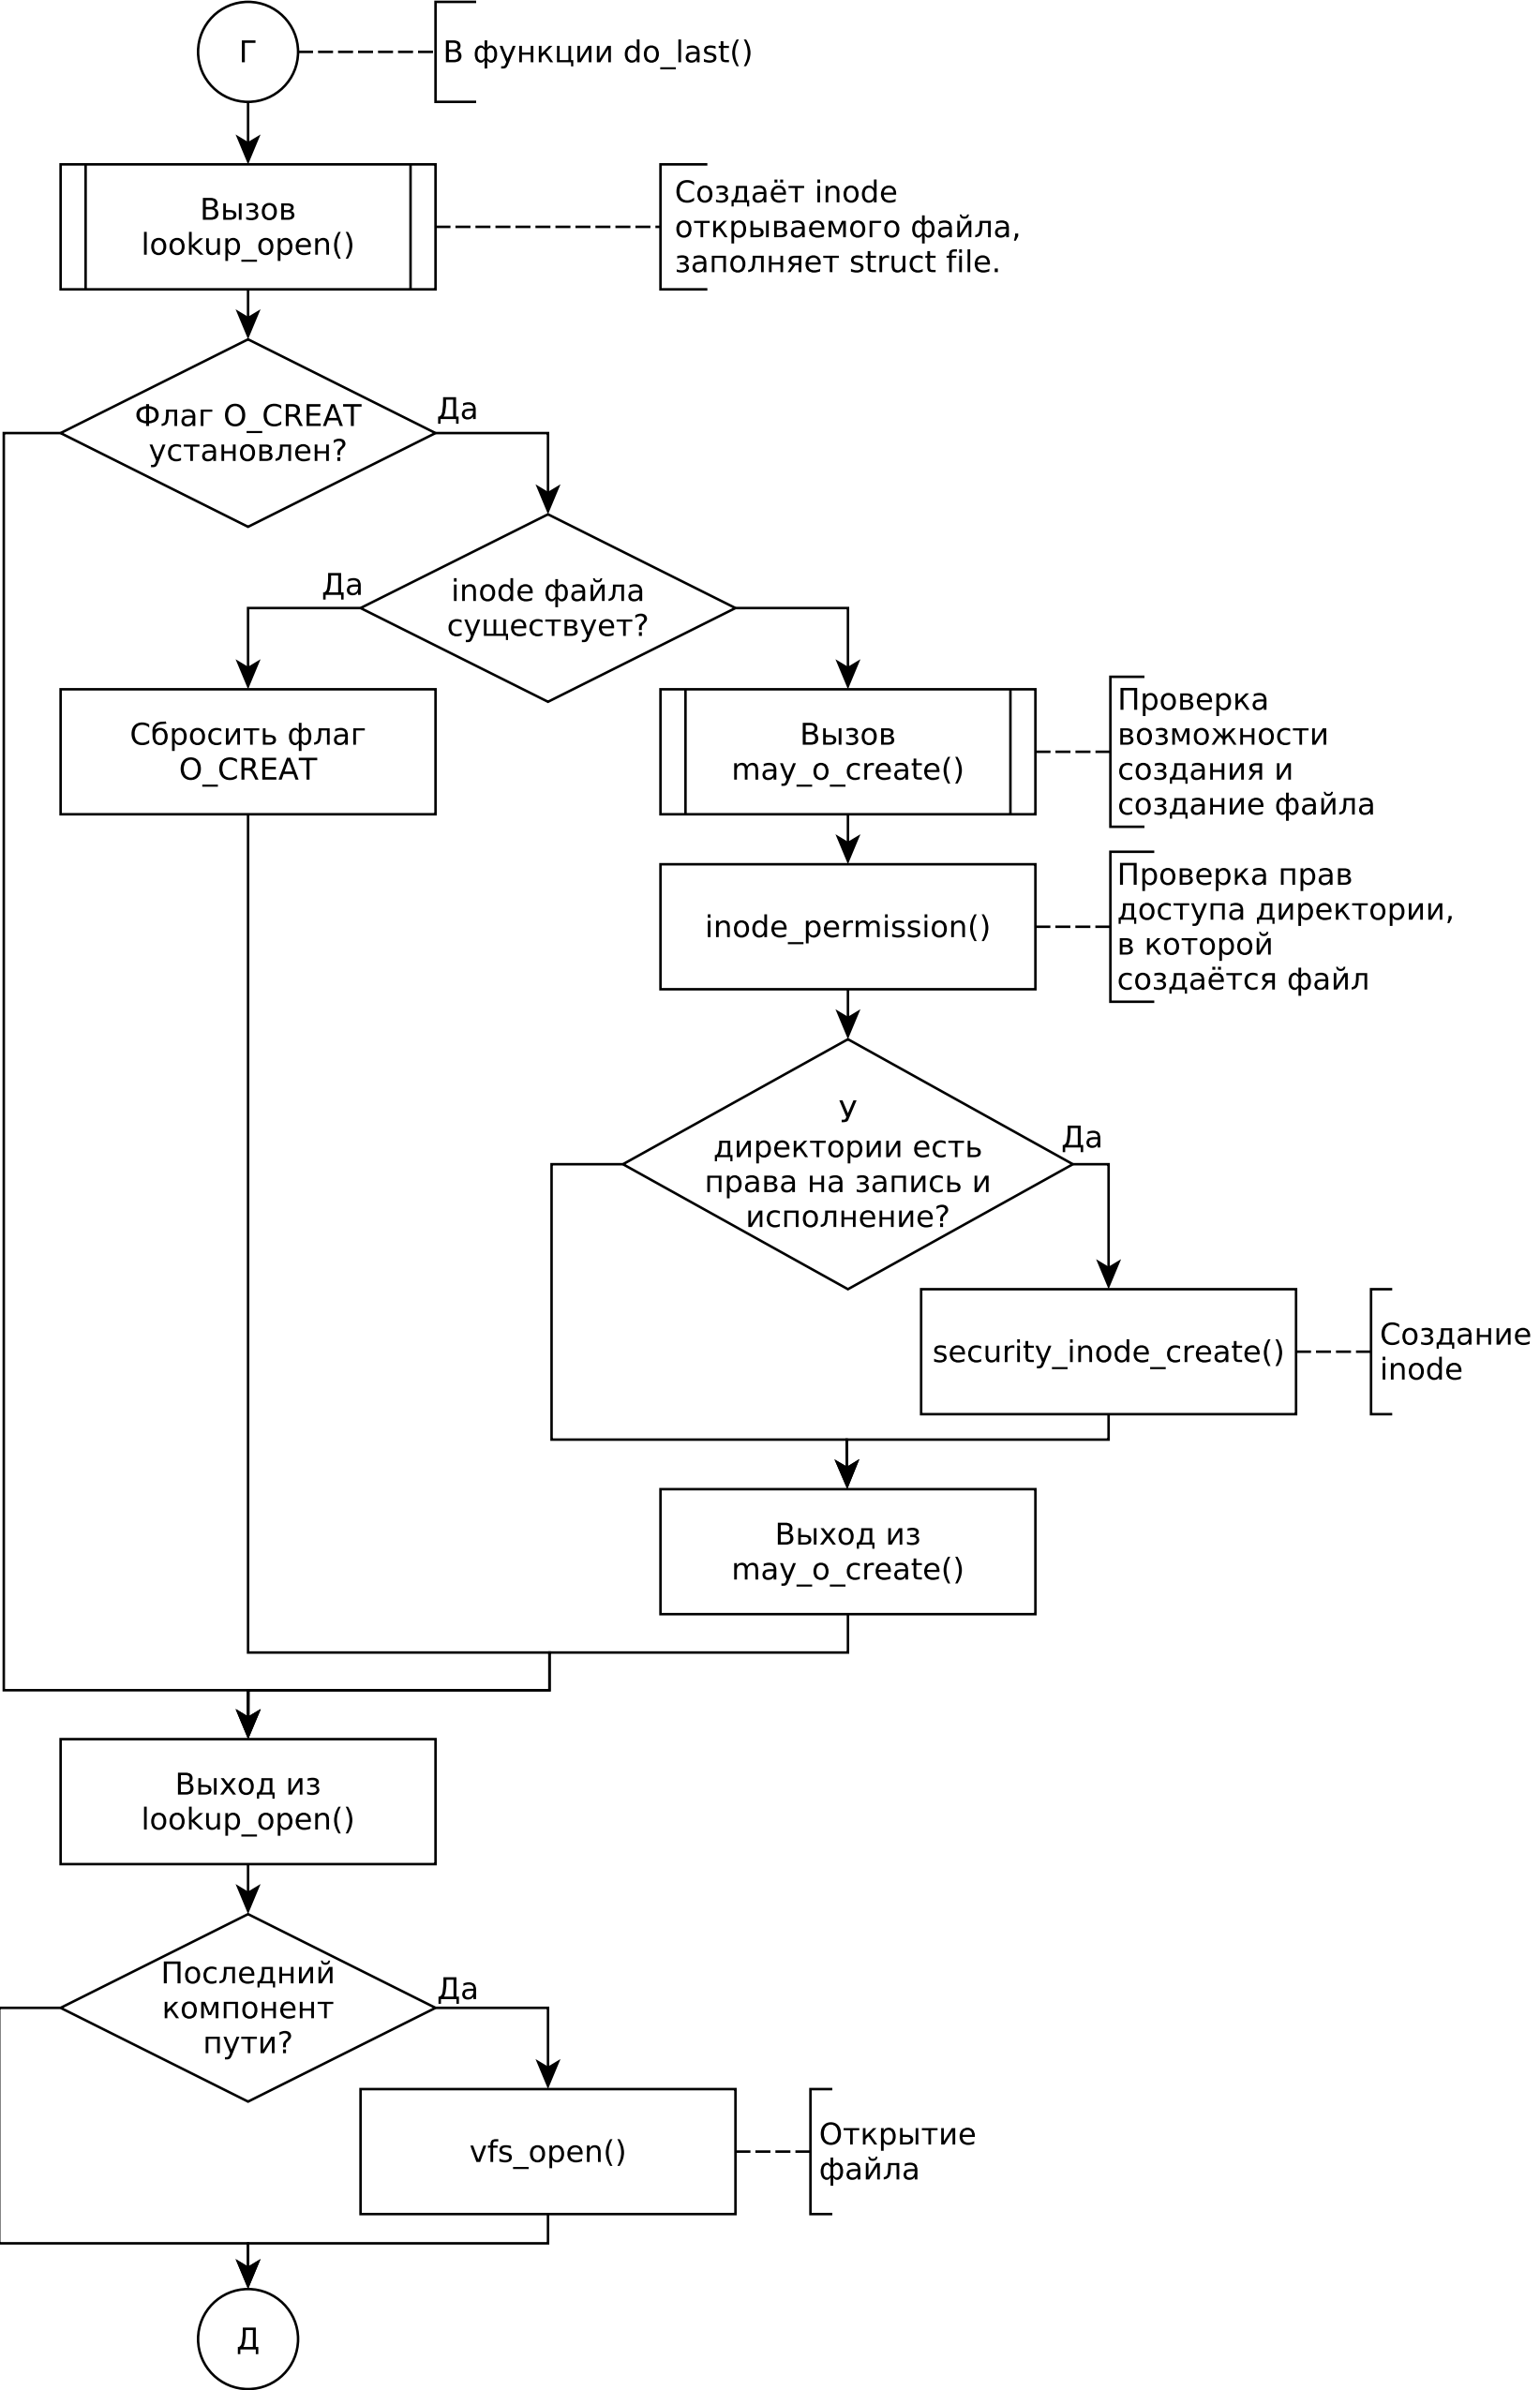 Г
В функции do_last()
Вызов
lookup_open()
Создаёт inode
открываемого файла,
заполняет struct file.
Флаг O_CREAT
установлен?
Да
inode файла
существует?
Да
Сбросить флаг
O_CREAT
Вызов
may_o_create()
Проверка
возможности
создания и
создание файла
inode_permission()
Проверка прав
доступа директории,
в которой
создаётся файл
У
директории есть
права на запись и
исполнение?
Да
security_inode_create()
Создание
inode
Выход из
may_o_create()
Выход из
lookup_open()
Последний
компонент
пути?
Да
vfs_open()
Открытие
файла
Д